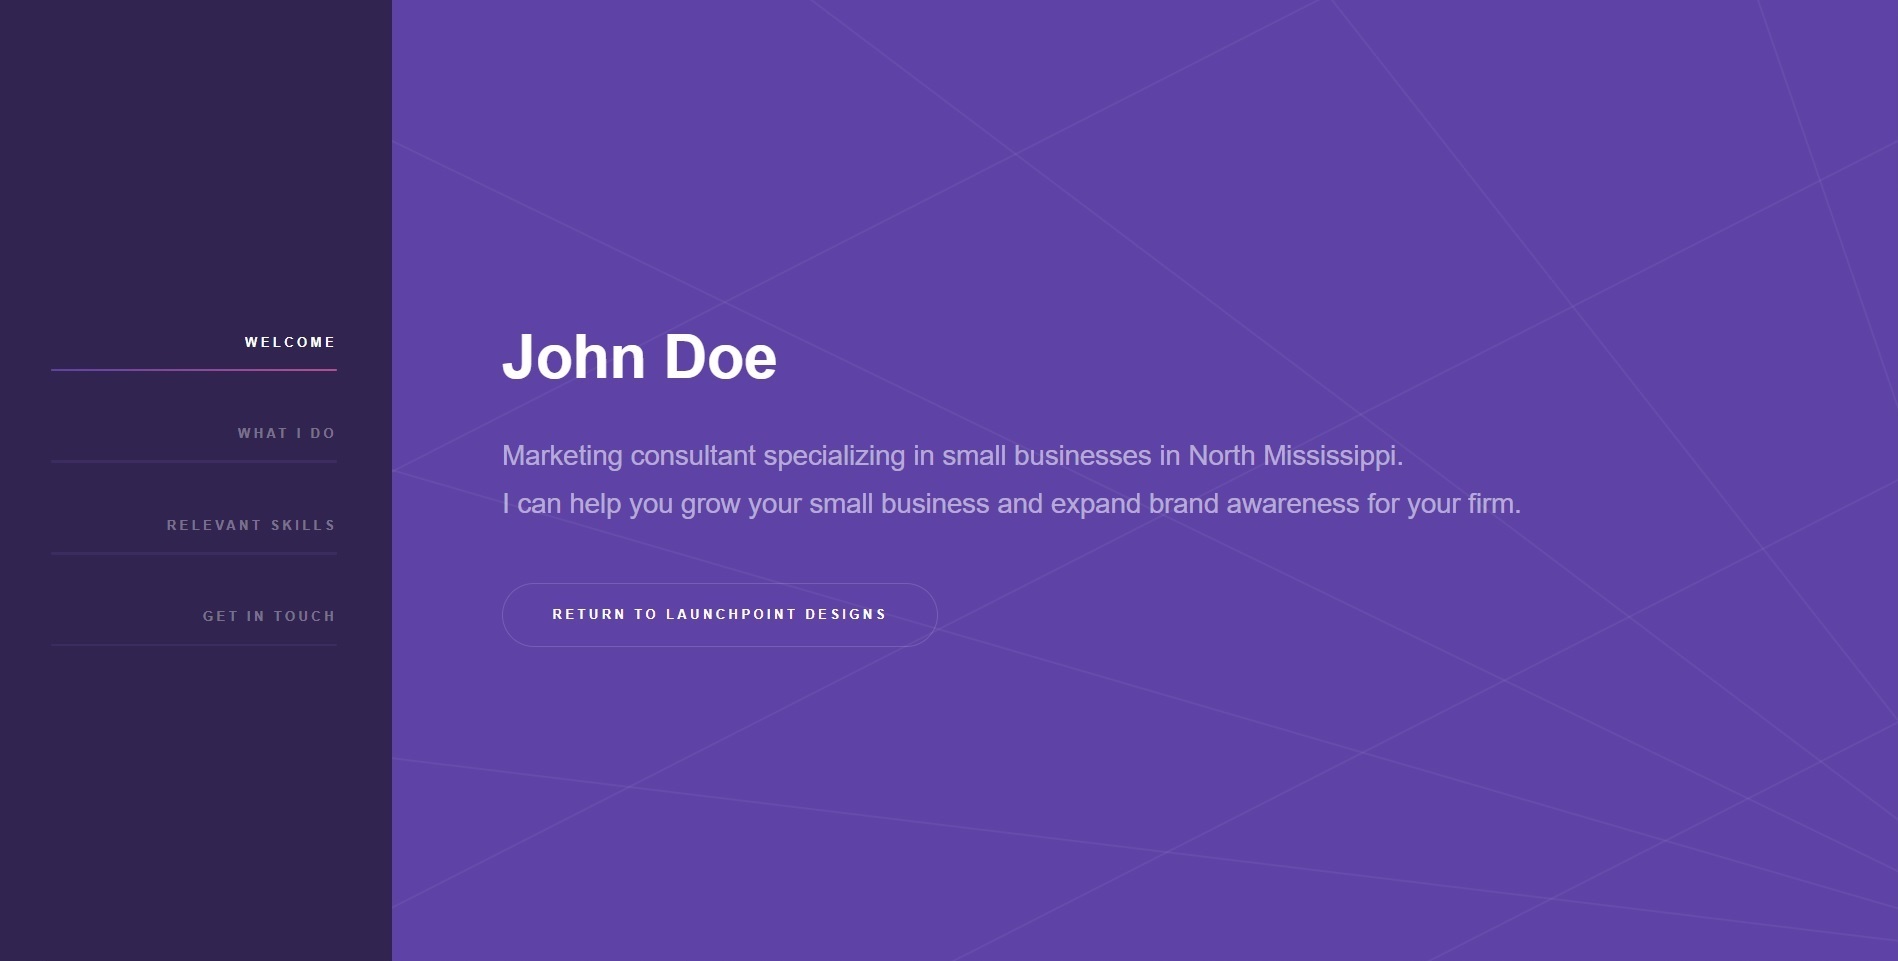 WELCOME
WHAT I DO
RELEVANT SKILLS
GET IN TOUCH
John Doe
Marketing consultant specializing in small businesses in North Mississippi.
I can help you grow your small business and expand brand awareness for your firm.
RETURN TO LAUNCHPOINT DESIGNS